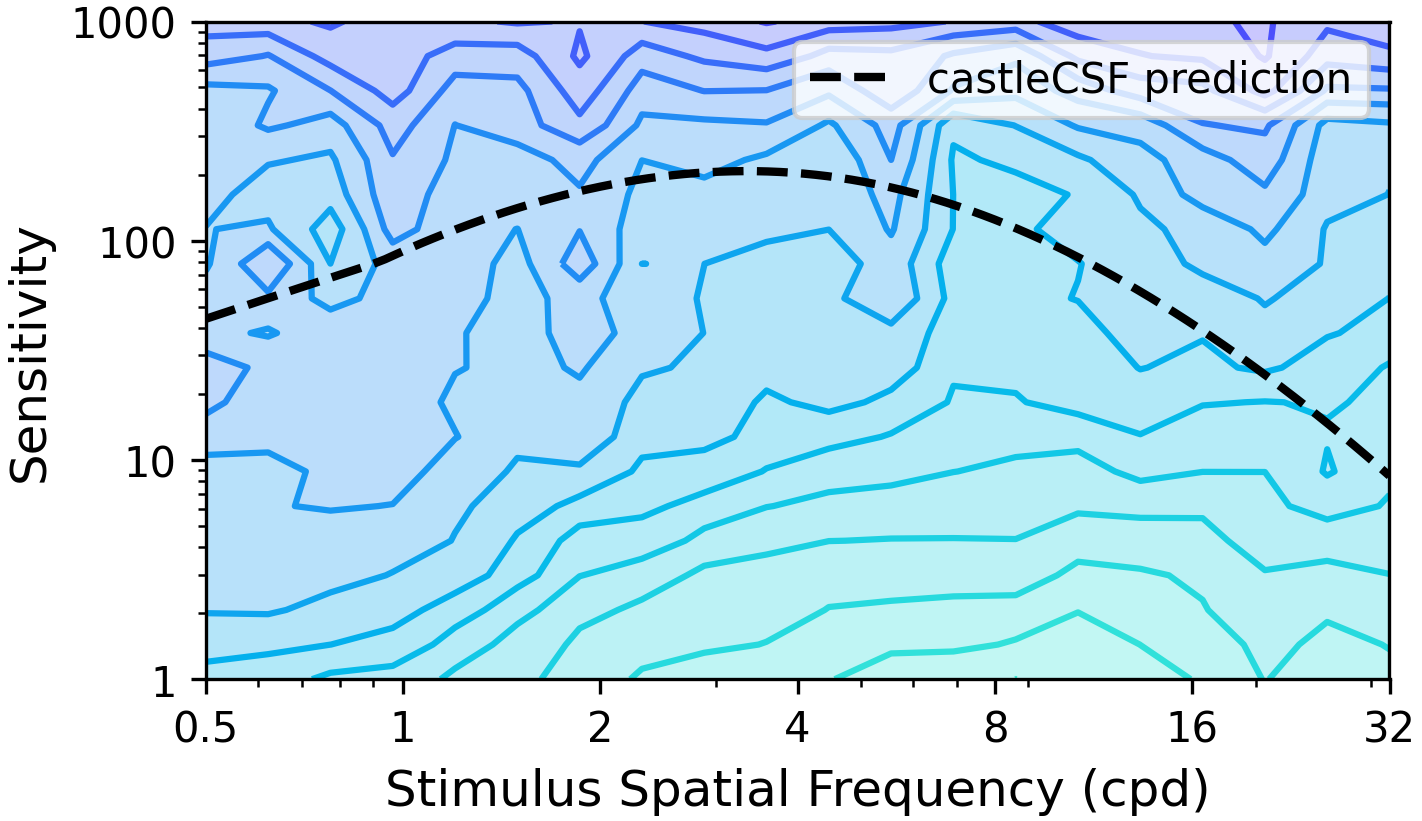 1000
100
10
1
Sensitivity
castleCSF prediction
0.5 1 2 4 8 16 32
Stimulus Spatial Frequency (cpd)